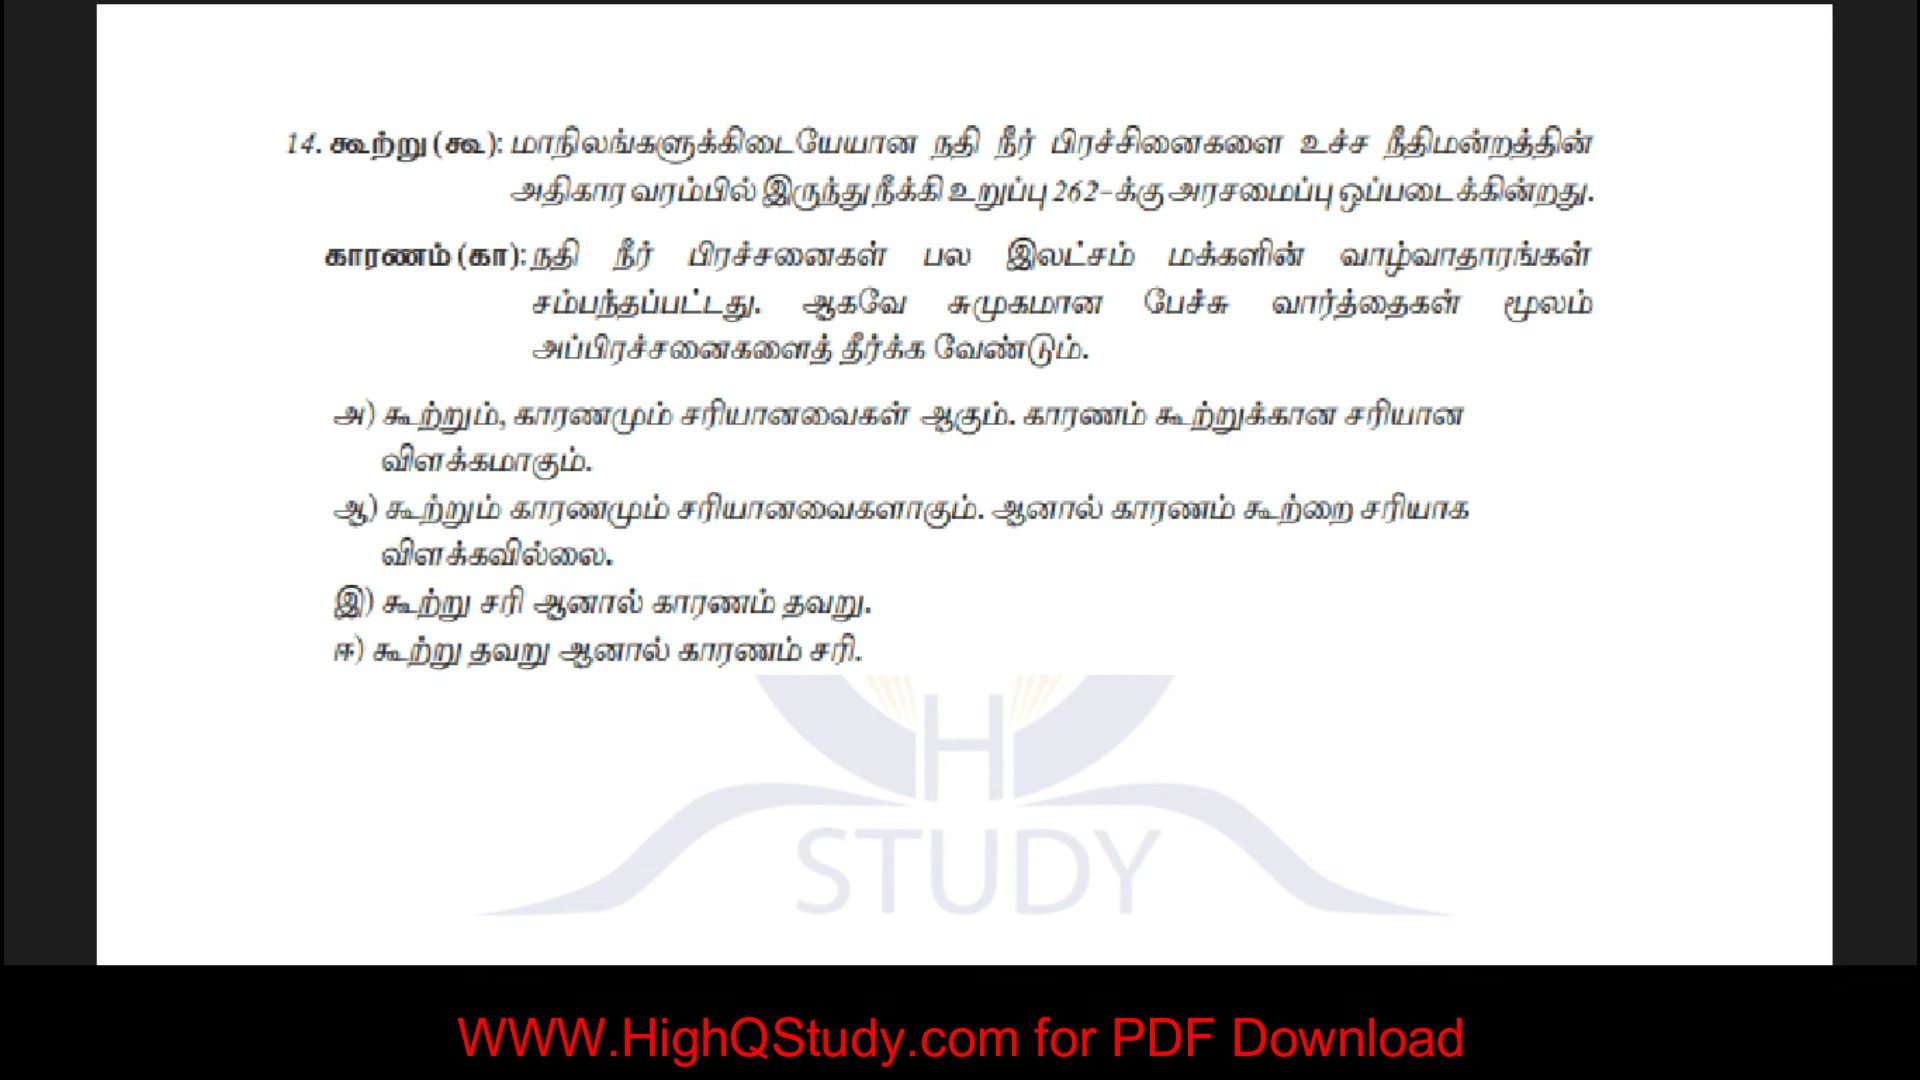 14. கூற்று (கூ): மாநிலங்களுக்கிடையேயான நதி நீர் பிரச்சினைகளை உச்ச நீதிமன்றத்தின்
அதிகார வரம்பில் இருந்து நீக்கி உறுப்பு 262-க்கு அரசமைப்பு ஒப்படைக்கின்றது.
காரணம் (கா): நதி நீர் பிரச்சனைகள் பல இலட்சம் மக்களின் வாழ்வாதாரங்கள்
சம்பந்தப்பட்டது. ஆகவே சுமுகமான பேச்சு வார்த்தைகள் மூலம்
அப்பிரச்சனைகளைத் தீர்க்க வேண்டும்.
அ) கூற்றும், காரணமும் சரியானவைகள் ஆகும். காரணம் கூற்றுக்கான சரியான
விளக்கமாகும்.
ஆ) கூற்றும் காரணமும் சரியானவைகளாகும். ஆனால் காரணம் கூற்றை சரியாக
விளக்கவில்லை.
இ) கூற்று சரி ஆனால் காரணம் தவறு.
ஈ) கூற்று தவறு ஆனால் காரணம் சரி.
H
STUDY
WWW.HighQStudy.com for PDF Download